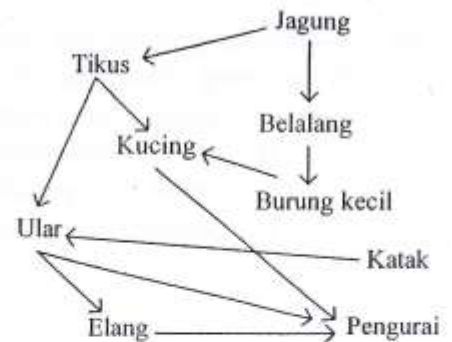 Jagung
Tikus
Belalang
Kucing
Burung kecil
Ular
Katak
Elang
Pengurai